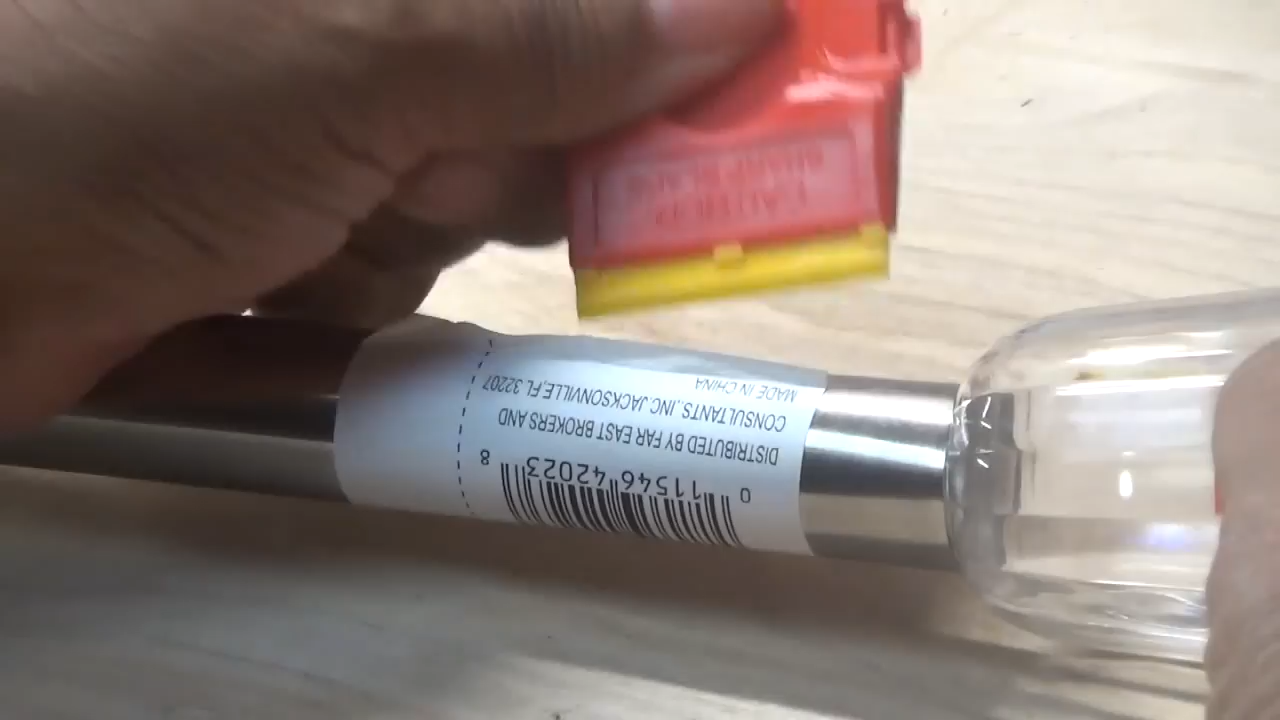 0 11546 42023 8
DISTRIBUTED BY FAR EAST BROKERS AND
CONSULTANTS., INC. JACKSONVILLE, FL 32207
MADE IN CHINA